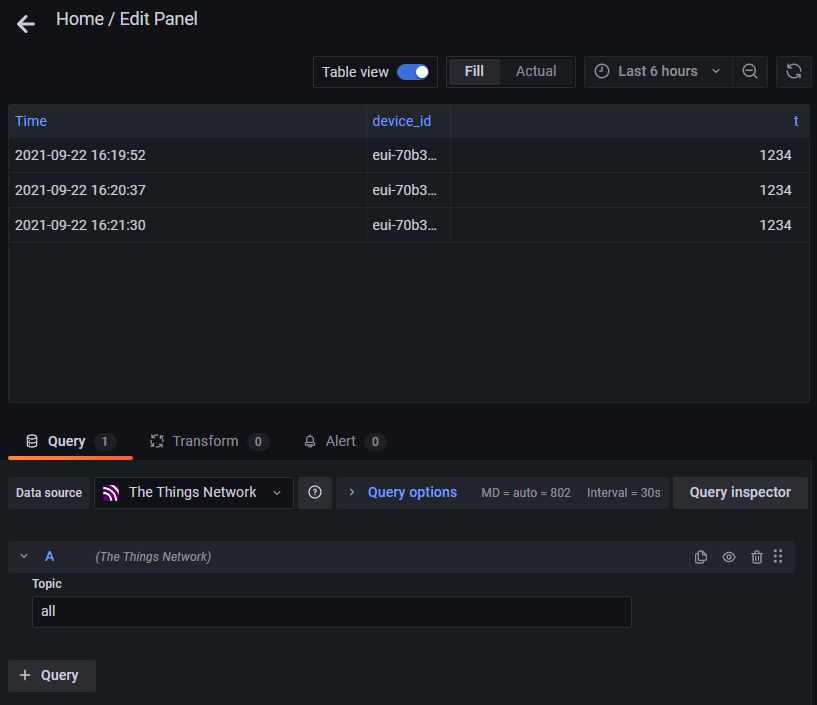 Home / Edit Panel
Table view Fill Actual Last 6 hours
Time device_id t
2021-09-22 16:19:52 eui-70b3... 1234
2021-09-22 16:20:37 eui-70b3... 1234
2021-09-22 16:21:30 eui-70b3... 1234
Query 1 Transform 0 Alert 0
Data source The Things Network Query options MD = auto = 802 Interval = 30s Query inspector
A (The Things Network)
Topic
all
+ Query